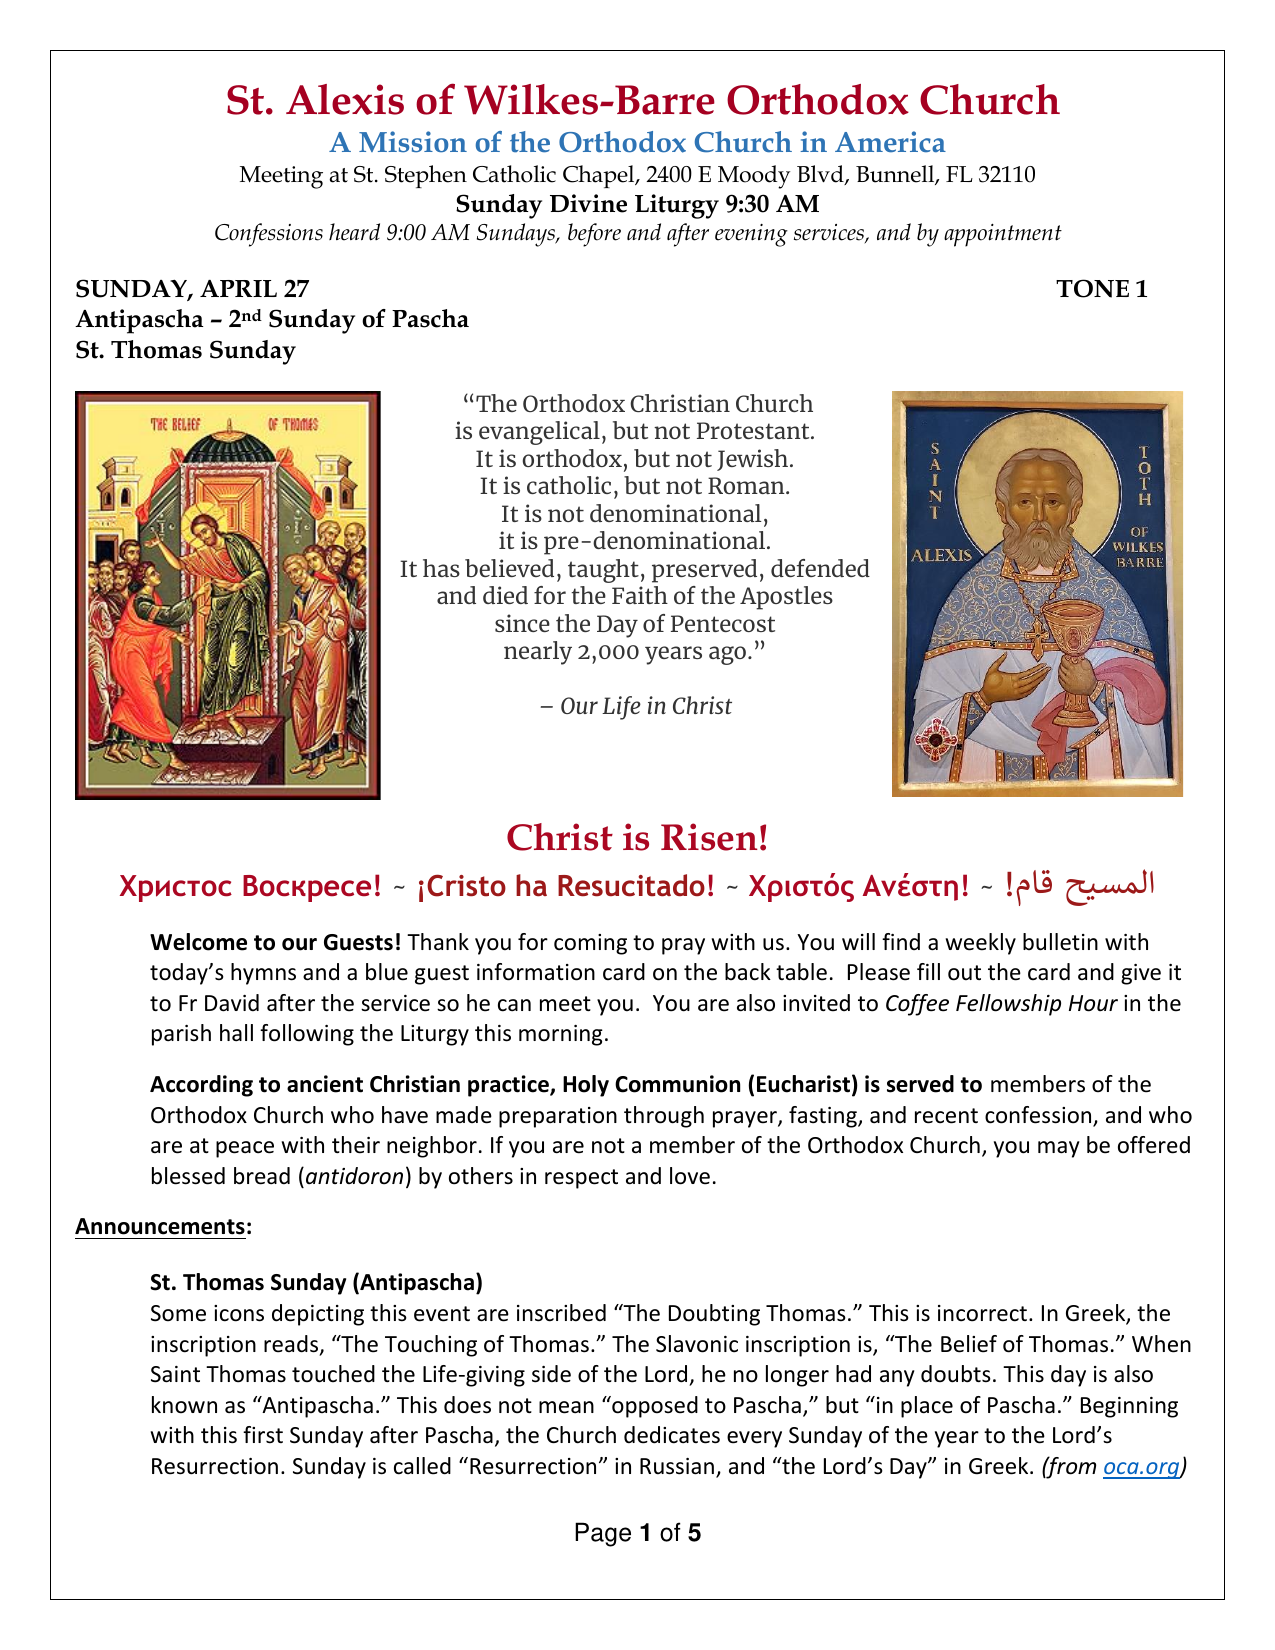 St. Alexis of Wilkes-Barre Orthodox Church
A Mission of the Orthodox Church in America
Meeting at St. Stephen Catholic Chapel, 2400 E Moody Blvd, Bunnell, FL 32110
Sunday Divine Liturgy 9:30 AM
Confessions heard 9:00 AM Sundays, before and after evening services, and by appointment
SUNDAY, APRIL 27 TONE 1
Antipascha – 2nd Sunday of Pascha
St. Thomas Sunday
THE BELIEF OF THOMAS
“The Orthodox Christian Church
is evangelical, but not Protestant.
It is orthodox, but not Jewish.
It is catholic, but not Roman.
It is not denominational,
it is pre-denominational.
It has believed, taught, preserved, defended
and died for the Faith of the Apostles
since the Day of Pentecost
nearly 2,000 years ago.”
– Our Life in Christ
SAINT
ALEXIS
TOTH
OF
WILKES
BARRE
Christ is Risen!
Христос Воскресе! ~ ¡Cristo ha Resucitado! ~ Χριστός Ανέστη! ~ المسيح قام!
Welcome to our Guests! Thank you for coming to pray with us. You will find a weekly bulletin with
today’s hymns and a blue guest information card on the back table. Please fill out the card and give it
to Fr David after the service so he can meet you. You are also invited to Coffee Fellowship Hour in the
parish hall following the Liturgy this morning.
According to ancient Christian practice, Holy Communion (Eucharist) is served to members of the
Orthodox Church who have made preparation through prayer, fasting, and recent confession, and who
are at peace with their neighbor. If you are not a member of the Orthodox Church, you may be offered
blessed bread (antidoron) by others in respect and love.
Announcements:
St. Thomas Sunday (Antipascha)
Some icons depicting this event are inscribed “The Doubting Thomas.” This is incorrect. In Greek, the
inscription reads, “The Touching of Thomas.” The Slavonic inscription is, “The Belief of Thomas.” When
Saint Thomas touched the Life-giving side of the Lord, he no longer had any doubts. This day is also
known as “Antipascha.” This does not mean “opposed to Pascha,” but “in place of Pascha.” Beginning
with this first Sunday after Pascha, the Church dedicates every Sunday of the year to the Lord’s
Resurrection. Sunday is called “Resurrection” in Russian, and “the Lord’s Day” in Greek. (from oca.org)
Page 1 of 5